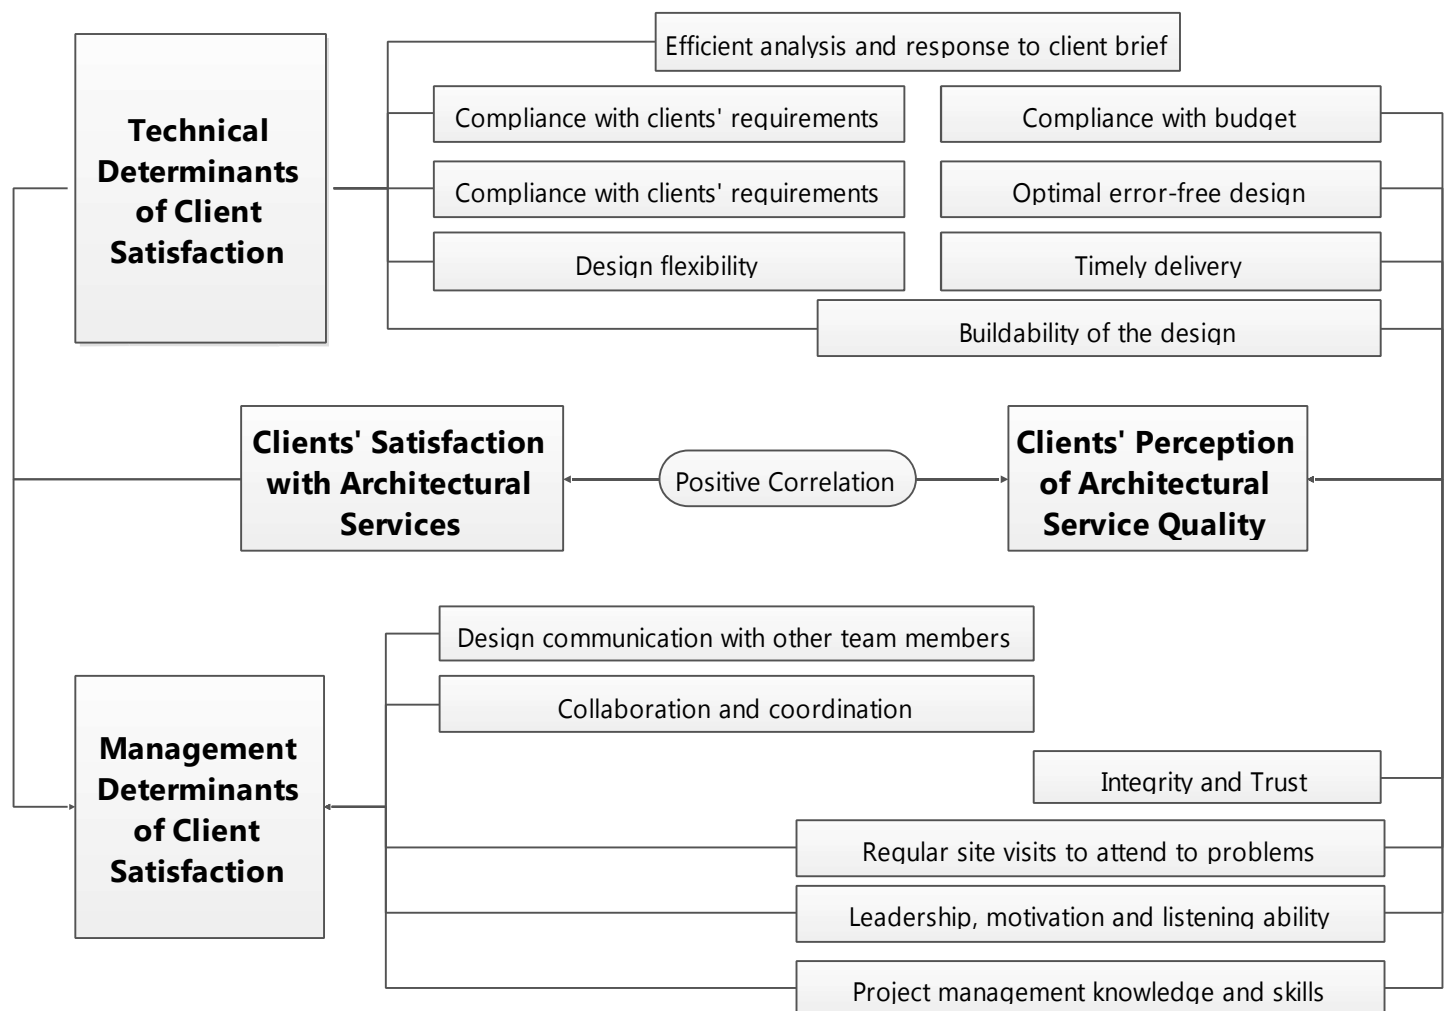 Efficient analysis and response to client brief
Technical
Determinants
of Client
Satisfaction
Compliance with clients' requirements
Compliance with budget
Compliance with clients' requirements
Optimal error-free design
Design flexibility
Timely delivery
Buildability of the design
Clients' Satisfaction
with Architectural
Services
Positive Correlation
Clients' Perception
of Architectural
Service Quality
Design communication with other team members
Collaboration and coordination
Management
Determinants
of Client
Satisfaction
Integrity and Trust
Regular site visits to attend to problems
Leadership, motivation and listening ability
Project management knowledge and skills